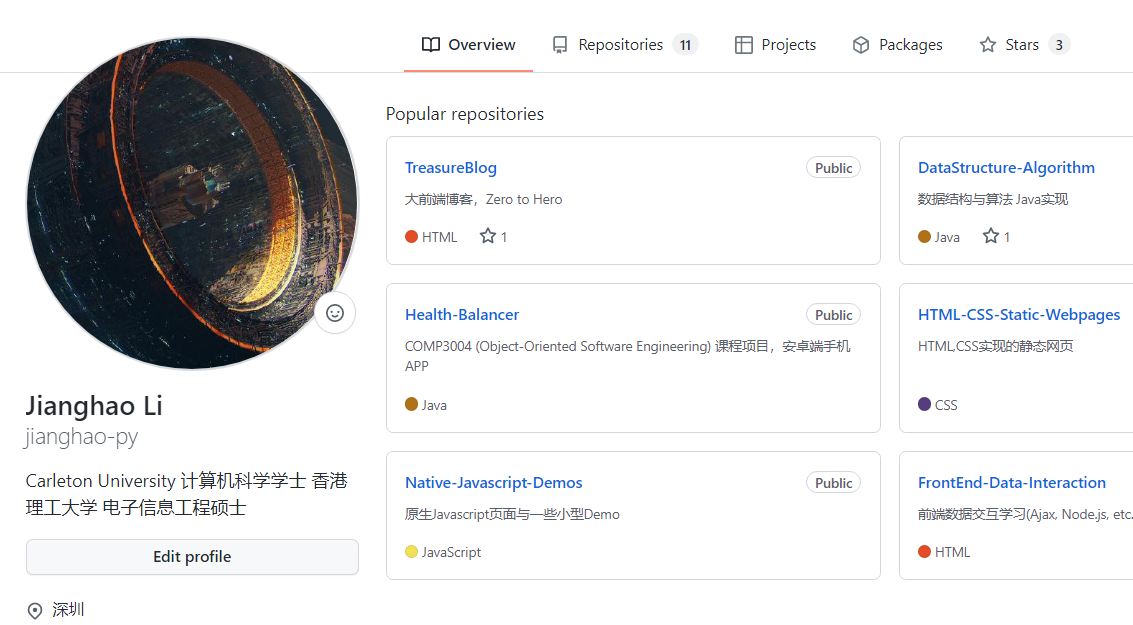 Overview
Repositories 11
Projects
Packages
Stars 3
Jianghao Li
jianghao-py
Carleton University 计算机科学学士 香港
理工大学 电子信息工程硕士
Edit profile
深圳
Popular repositories
TreasureBlog Public
大前端博客，Zero to Hero
HTML 1
DataStructure-Algorithm
数据结构与算法 Java实现
Java 1
Health-Balancer Public
COMP3004 (Object-Oriented Software Engineering) 课程项目，安卓端手机
APP
Java
HTML-CSS-Static-Webpages
HTML,CSS实现的静态网页
CSS
Native-Javascript-Demos Public
原生Javascript页面与一些小型Demo
JavaScript
FrontEnd-Data-Interaction
前端数据交互学习(Ajax, Node.js, etc.
HTML